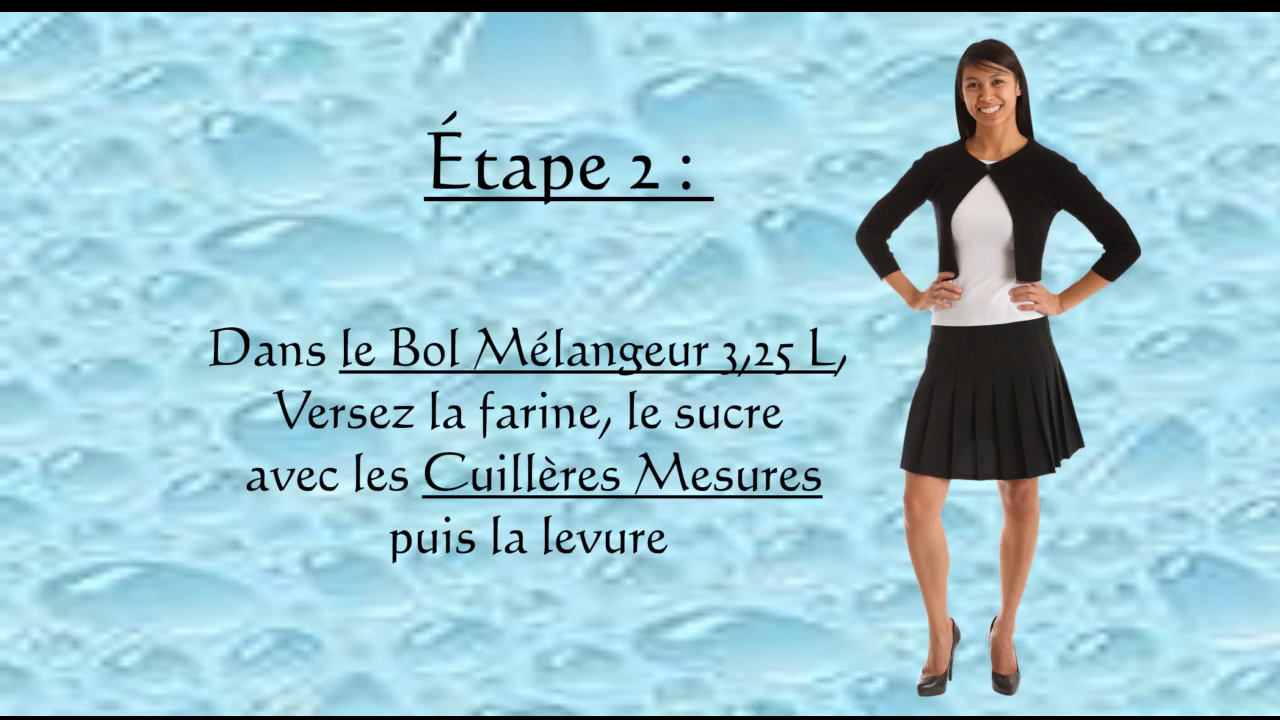 Étape 2 :
Dans le Bol Mélangeur 3,25 L,
Versez la farine, le sucre
avec les Cuillères Mesures
puis la levure